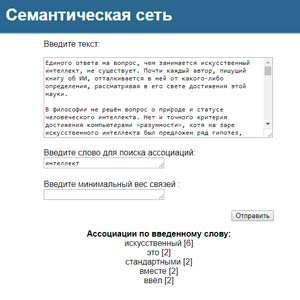 Семантическая сеть
Введите текст:
Единого ответа на вопрос, чем занимается искусственный
интеллект, не существует. Почти каждый автор, пишущий
книгу об ИИ, отталкивается в ней от какого-либо
определения, рассматривая в его свете достижения этой
науки.
В философии не решён вопрос о природе и статусе
человеческого интеллекта. Нет и точного критерия
достижения компьютерами «разумности», хотя на заре
искусственного интеллекта был предложен ряд гипотез,
Введите слово для поиска ассоциаций:
интеллект
Введите минимальный вес связей :
Отправить
Ассоциации по введенному слову:
искусственный [6]
это [2]
стандартными [2]
вместе [2]
ввёл [2]